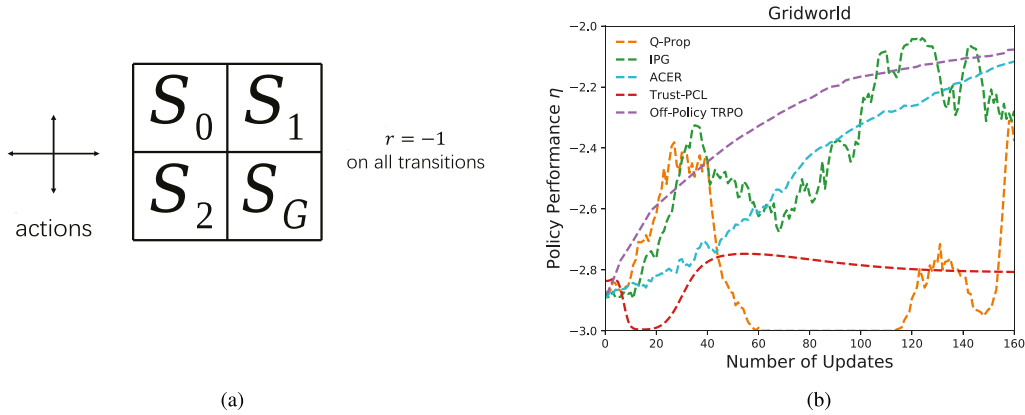 actions
S₀ S₁
S₂ S_G
r = −1
on all transitions
(a)
Gridworld
Policy Performance η
−2.0
−2.2
−2.4
−2.6
−2.8
−3.0
Q-Prop
IPG
ACER
Trust-PCL
Off-Policy TRPO
0 20 40 60 80 100 120 140 160
Number of Updates
(b)